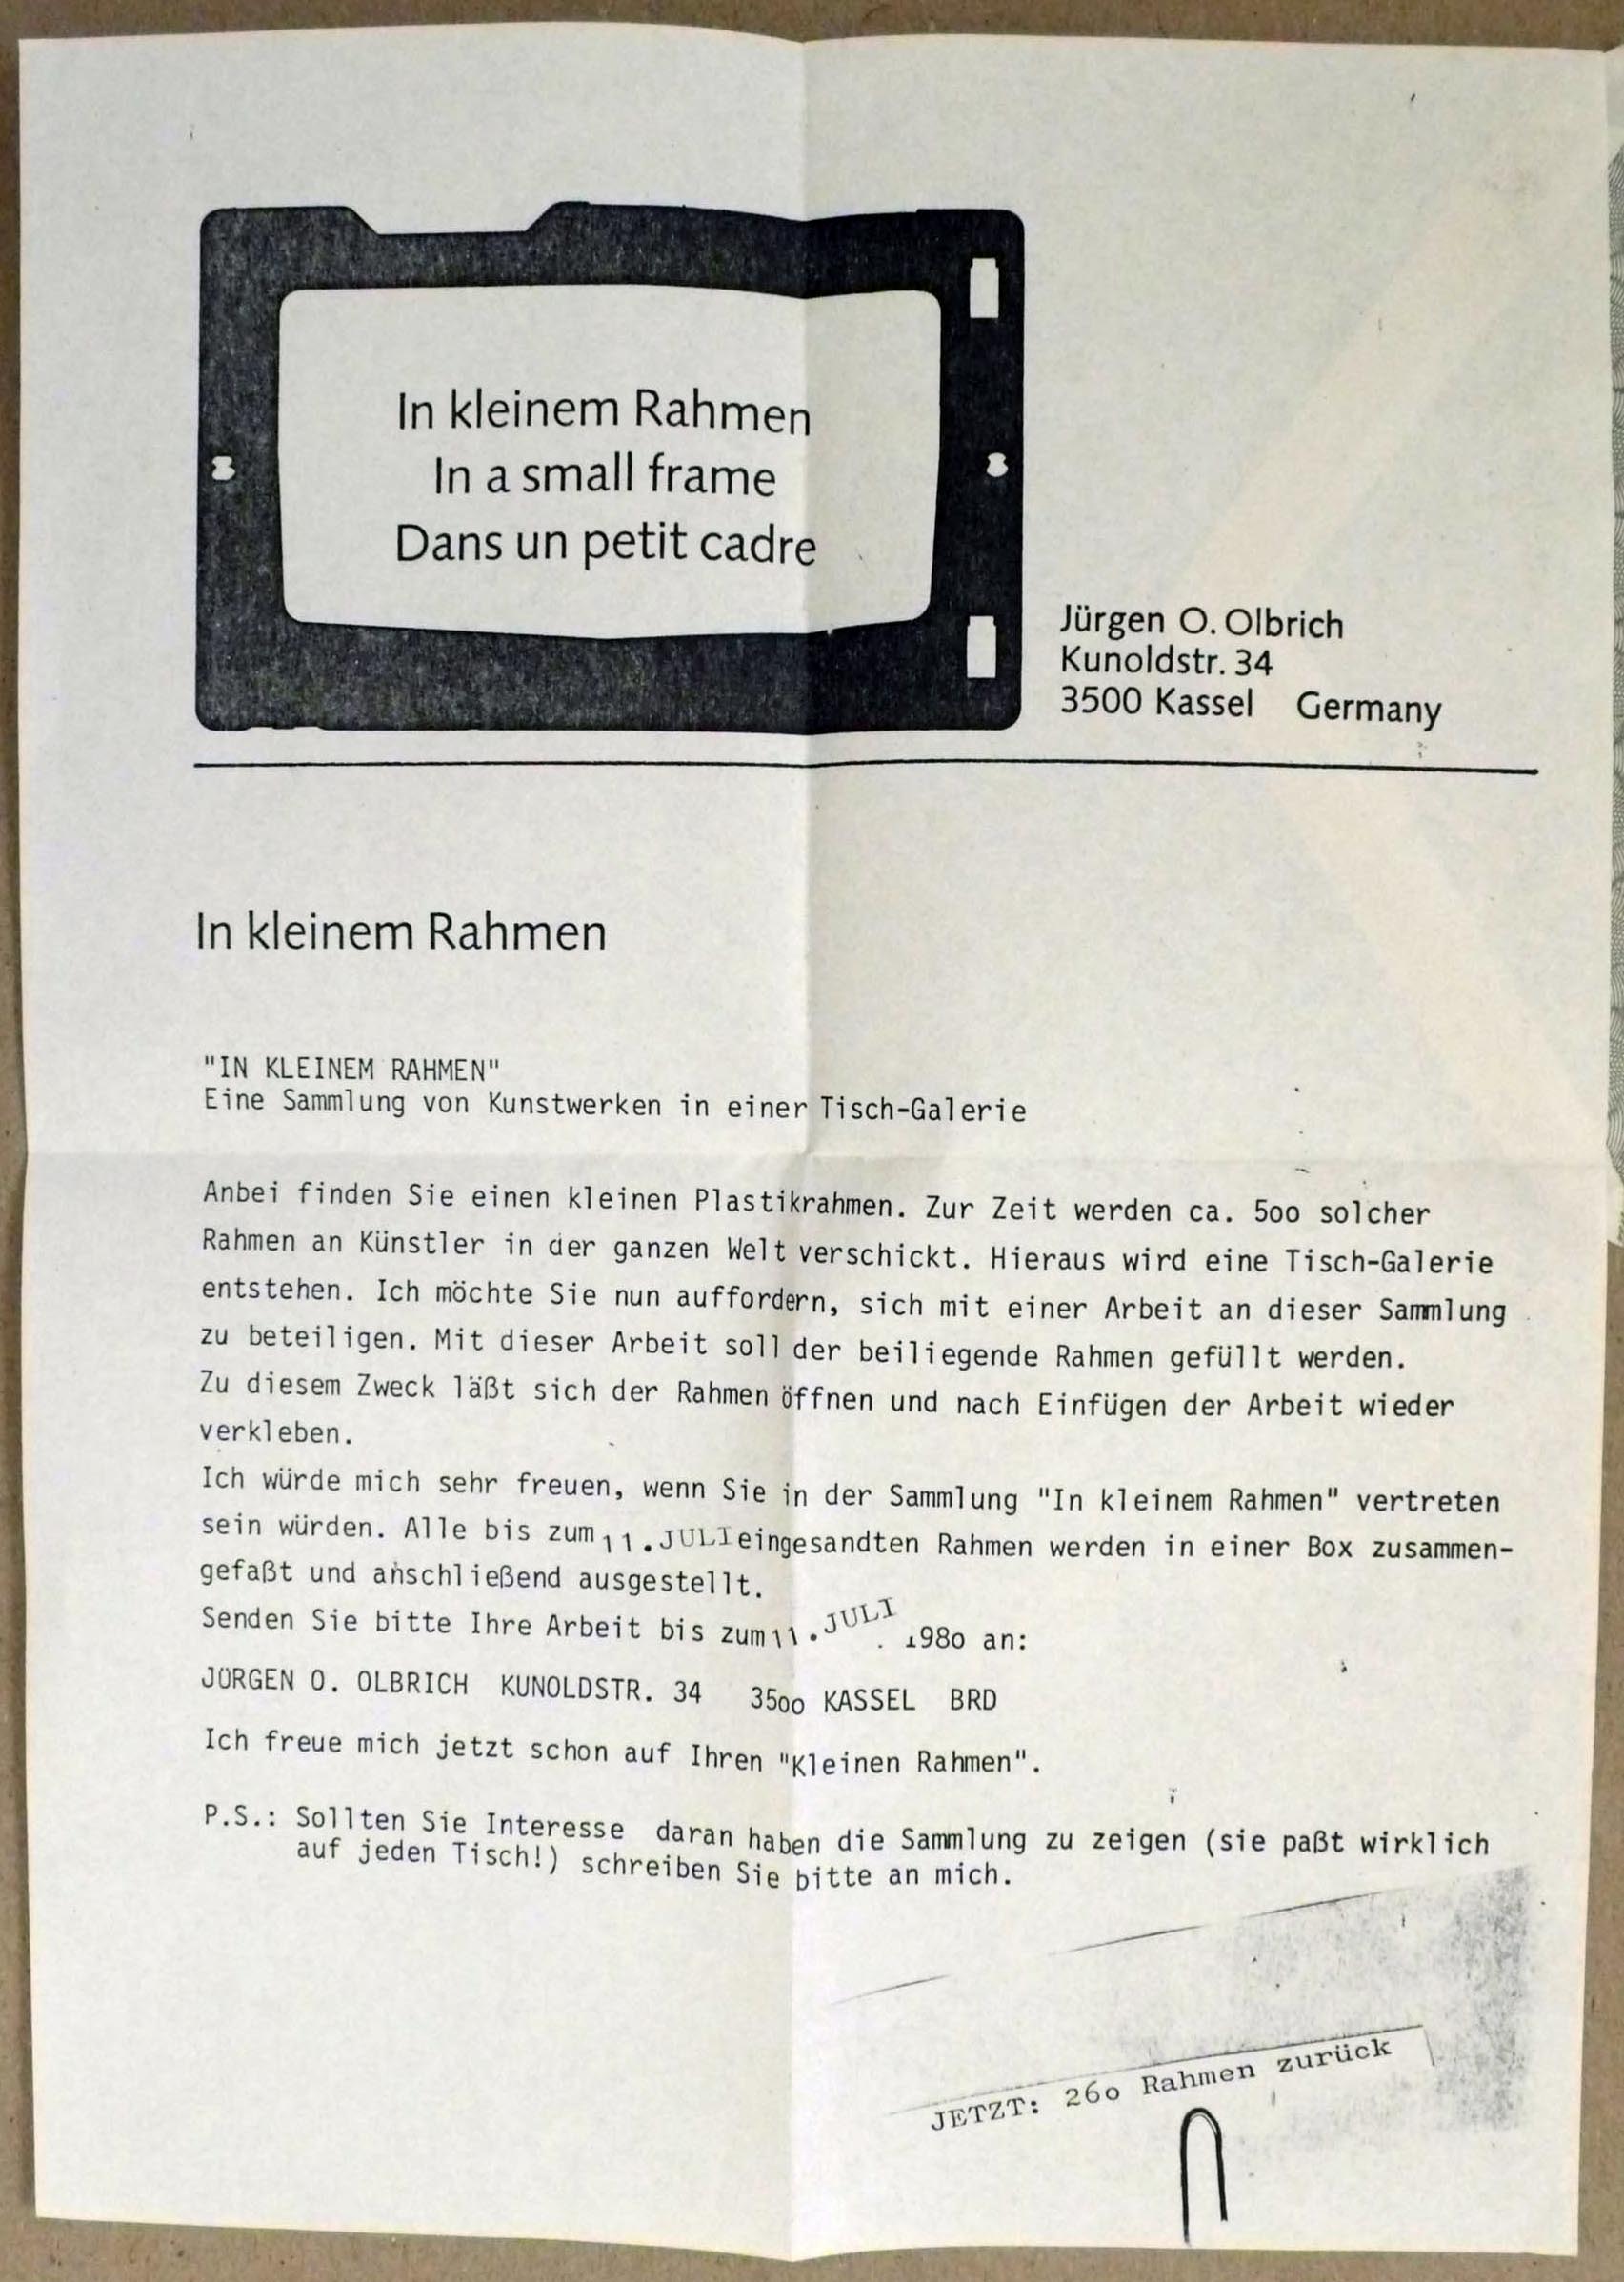 In kleinem Rahmen
In a small frame
Dans un petit cadre
Jürgen O. Olbrich
Kunoldstr. 34
3500 Kassel Germany
In kleinem Rahmen
"IN KLEINEM RAHMEN"
Eine Sammlung von Kunstwerken in einer Tisch-Galerie
Anbei finden Sie einen kleinen Plastikrahmen. Zur Zeit werden ca. 5oo solcher
Rahmen an Künstler in der ganzen Welt verschickt. Hieraus wird eine Tisch-Galerie
entstehen. Ich möchte Sie nun auffordern, sich mit einer Arbeit an dieser Sammlung
zu beteiligen. Mit dieser Arbeit soll der beiliegende Rahmen gefüllt werden.
Zu diesem Zweck läßt sich der Rahmen öffnen und nach Einfügen der Arbeit wieder
verkleben.
Ich würde mich sehr freuen, wenn Sie in der Sammlung "In kleinem Rahmen" vertreten
sein würden. Alle bis zum 11.JULI eingesandten Rahmen werden in einer Box zusammen-
gefaßt und anschließend ausgestellt.
Senden Sie bitte Ihre Arbeit bis zum 11.JULI . 198o an:
JÜRGEN O. OLBRICH KUNOLDSTR. 34 35oo KASSEL BRD
Ich freue mich jetzt schon auf Ihren "Kleinen Rahmen".
P.S.: Sollten Sie Interesse daran haben die Sammlung zu zeigen (sie paßt wirklich
auf jeden Tisch!) schreiben Sie bitte an mich.
JETZT: 26o Rahmen zurück